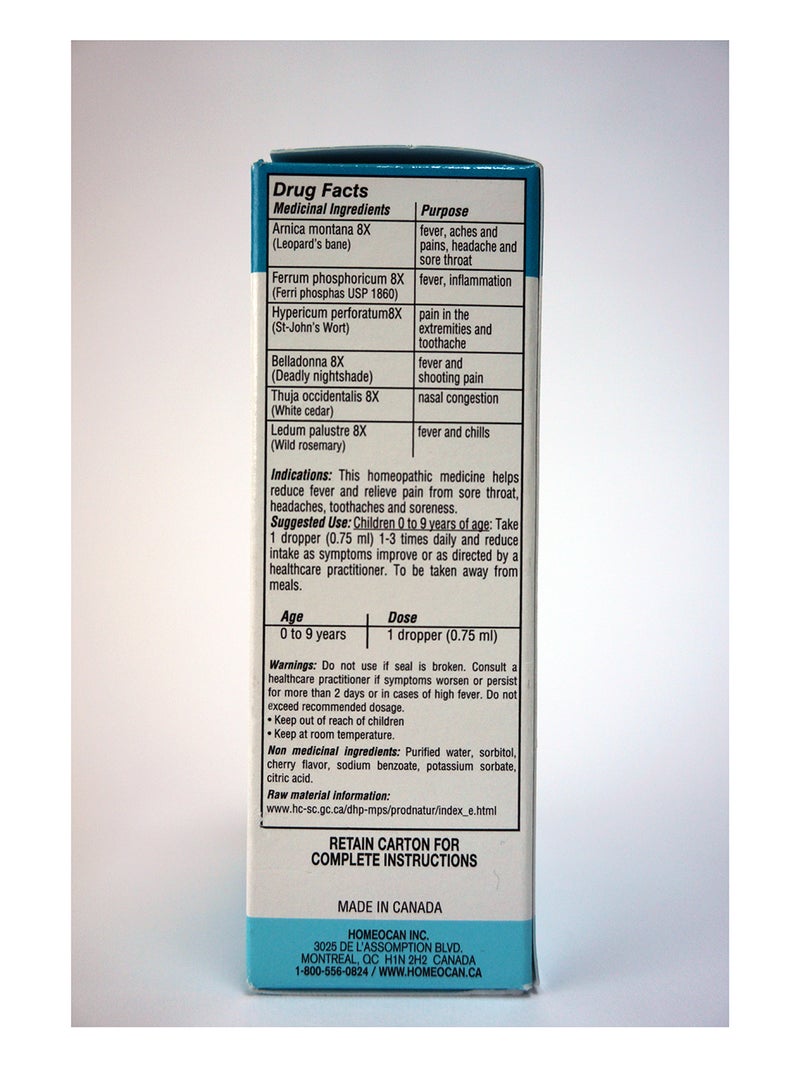 Drug Facts
Medicinal Ingredients Purpose
Arnica montana 8X fever, aches and
(Leopard's bane) pains, headache and
sore throat
Ferrum phosphoricum 8X fever, inflammation
(Ferri phosphas USP 1860)
Hypericum perforatum8X pain in the
(St-John's Wort) extremities and
toothache
Belladonna 8X fever and
(Deadly nightshade) shooting pain
Thuja occidentalis 8X nasal congestion
(White cedar)
Ledum palustre 8X fever and chills
(Wild rosemary)
Indications: This homeopathic medicine helps
reduce fever and relieve pain from sore throat,
headaches, toothaches and soreness.
Suggested Use: Children 0 to 9 years of age: Take
1 dropper (0.75 ml) 1-3 times daily and reduce
intake as symptoms improve or as directed by a
healthcare practitioner. To be taken away from
meals.
Age Dose
0 to 9 years 1 dropper (0.75 ml)
Warnings: Do not use if seal is broken. Consult a
healthcare practitioner if symptoms worsen or persist
for more than 2 days or in cases of high fever. Do not
exceed recommended dosage.
• Keep out of reach of children
• Keep at room temperature.
Non medicinal ingredients: Purified water, sorbitol,
cherry flavor, sodium benzoate, potassium sorbate,
citric acid.
Raw material information:
www.hc-sc.gc.ca/dhp-mps/prodnatur/index_e.html
RETAIN CARTON FOR
COMPLETE INSTRUCTIONS
MADE IN CANADA
HOMEOCAN INC.
3025 DE L'ASSOMPTION BLVD.
MONTREAL, QC H1N 2H2 CANADA
1-800-556-0824 / WWW.HOMEOCAN.CA